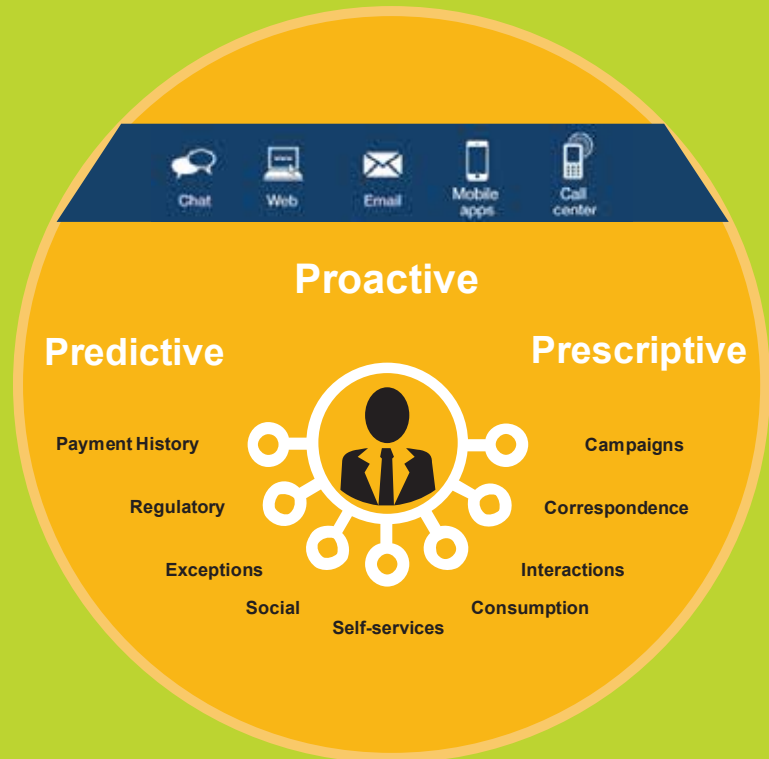 www
Chat
Web
Email
Mobile
apps
Call
center
Proactive
Predictive
Prescriptive
Payment History
Campaigns
Regulatory
Correspondence
Exceptions
Interactions
Social
Consumption
Self-services